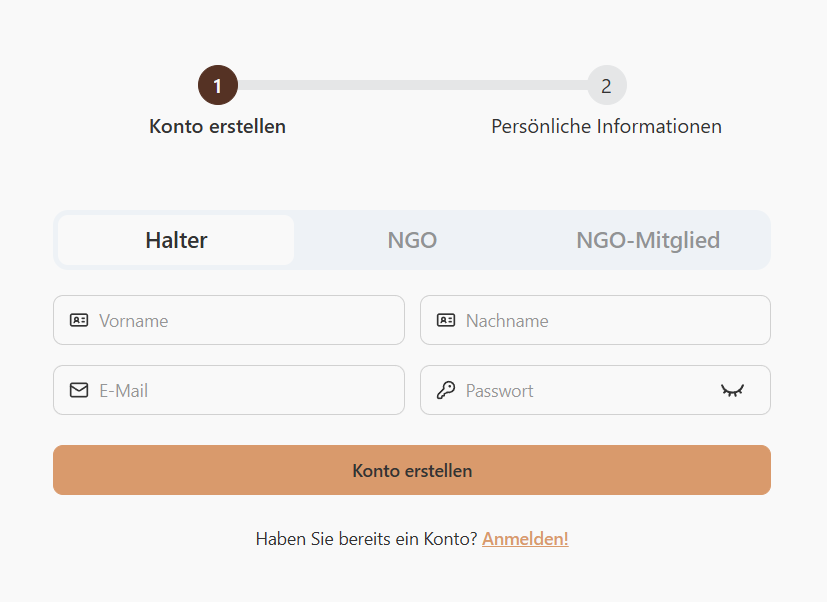 1
2
Konto erstellen
Persönliche Informationen
Halter
NGO
NGO-Mitglied
Vorname
Nachname
E-Mail
Passwort
Konto erstellen
Haben Sie bereits ein Konto? Anmelden!